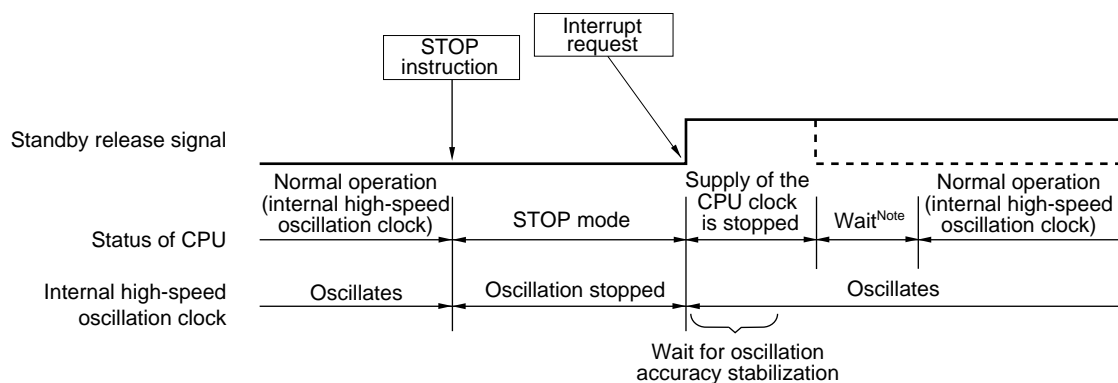 Interrupt
request
STOP
instruction
Standby release signal
Normal operation
(internal high-speed
oscillation clock)
STOP mode
Supply of the
CPU clock
is stopped
WaitNote
Normal operation
(internal high-speed
oscillation clock)
Status of CPU
Internal high-speed
oscillation clock
Oscillates
Oscillation stopped
Oscillates
Wait for oscillation
accuracy stabilization